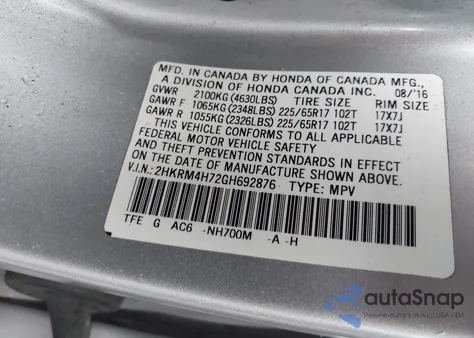 MFD. IN CANADA BY HONDA OF CANADA MFG.,
A DIVISION OF HONDA CANADA INC. 08/16
GVWR 2100KG (4630LBS) TIRE SIZE RIM SIZE
GAWR F 1065KG (2348LBS) 225/65R17 102T 17X7J
GAWR R 1055KG (2326LBS) 225/65R17 102T 17X7J
THIS VEHICLE CONFORMS TO ALL APPLICABLE
FEDERAL MOTOR VEHICLE SAFETY
AND THEFT PREVENTION STANDARDS IN EFFECT
ON THE DATE OF MANUFACTURE SHOWN ABOVE.
V.I.N.: 2HKRM4H72GH692876 TYPE: MPV
TFE G AC6 -NH700M -A -H
autoSnap